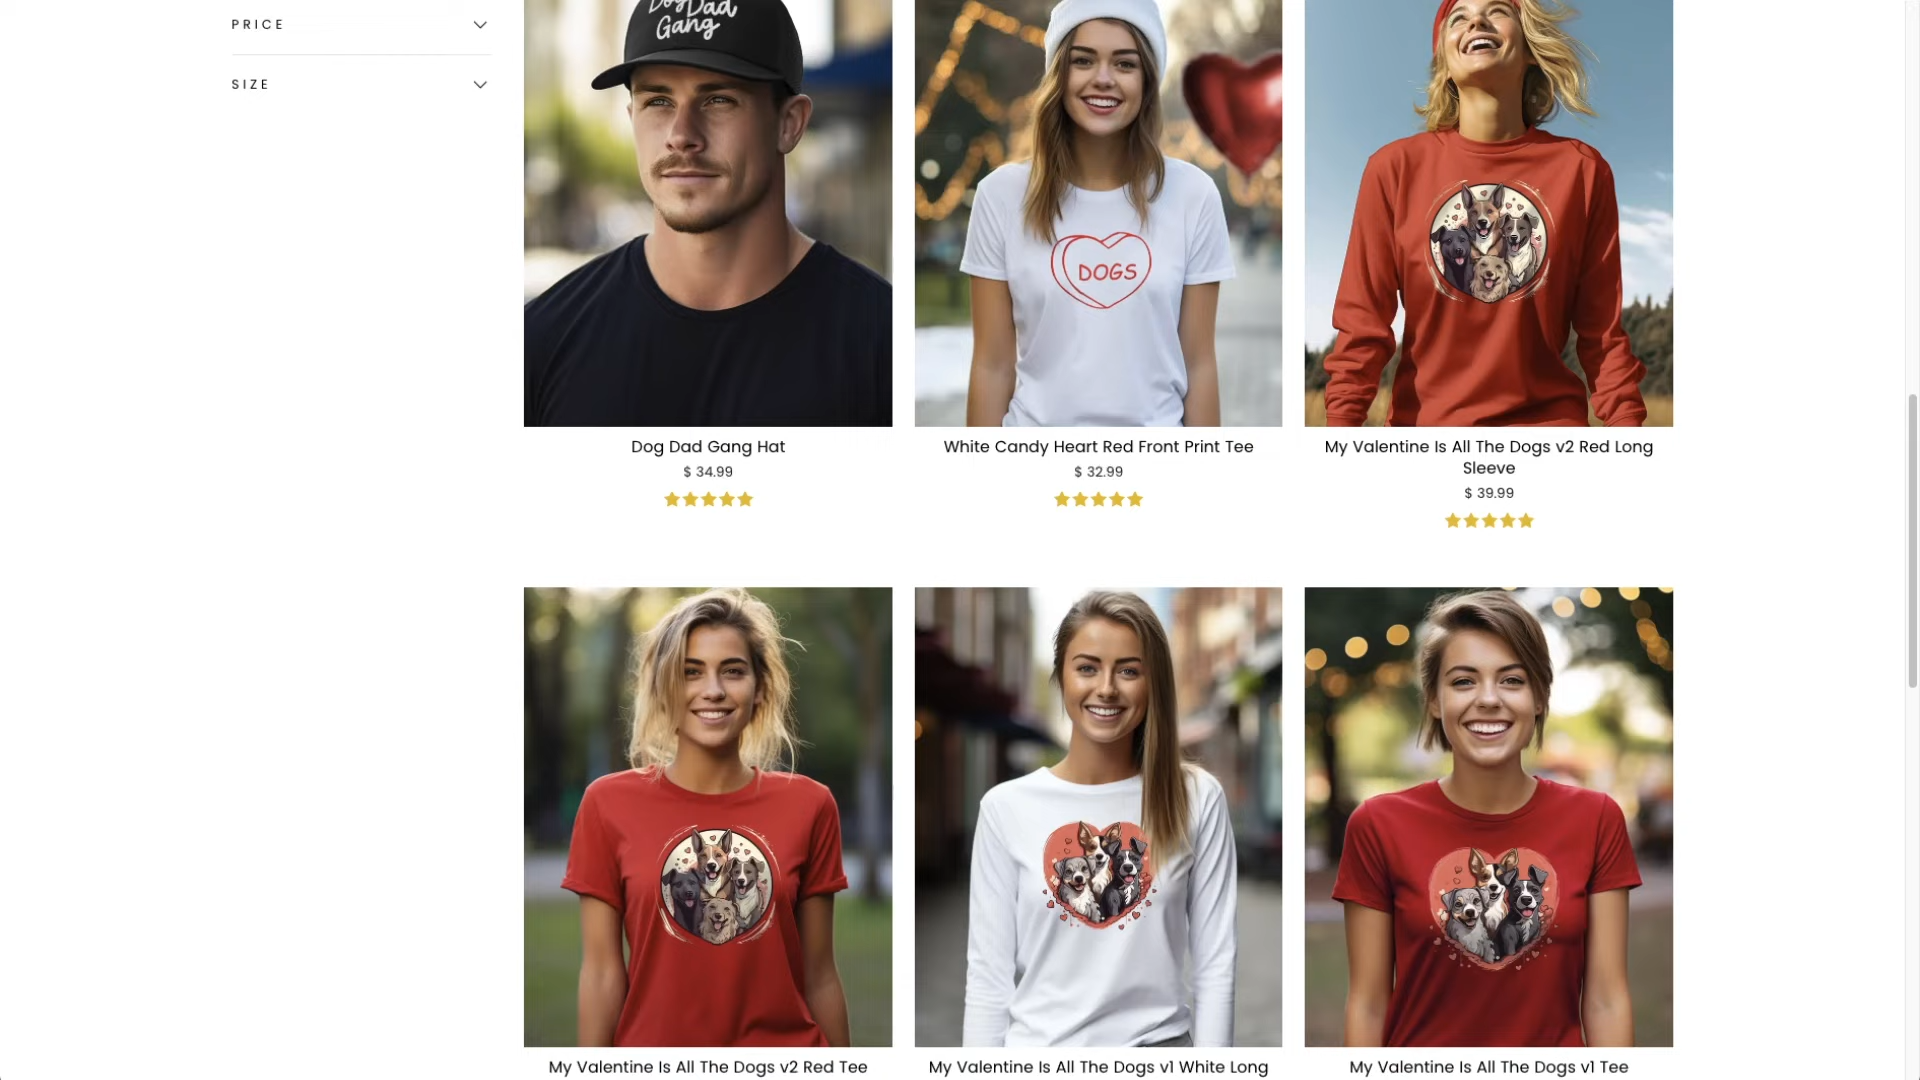 PRICE
SIZE
Dog Dad
Gang
DOGS
Dog Dad Gang Hat
$ 34.99
White Candy Heart Red Front Print Tee
$ 32.99
My Valentine Is All The Dogs v2 Red Long
Sleeve
$ 39.99
My Valentine Is All The Dogs v2 Red Tee
My Valentine Is All The Dogs v1 White Long
My Valentine Is All The Dogs v1 Tee